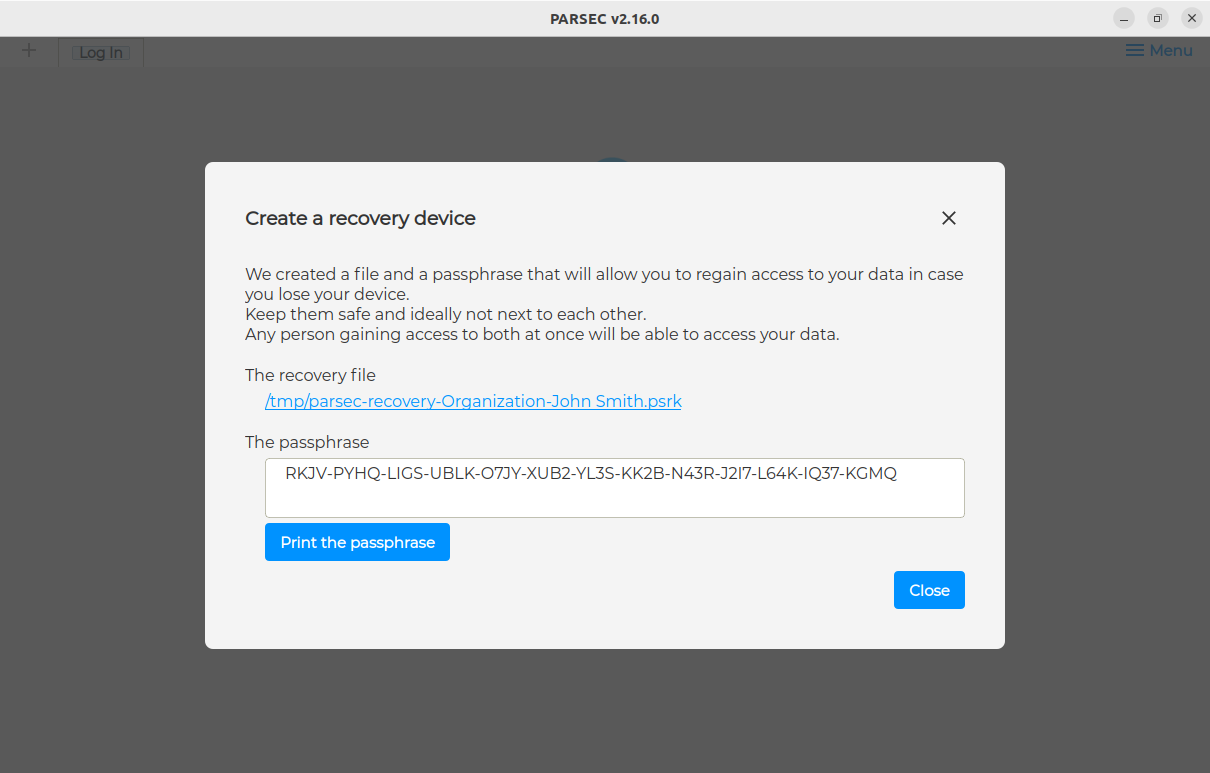 PARSEC v2.16.0
Log In
Menu
Create a recovery device
We created a file and a passphrase that will allow you to regain access to your data in case
you lose your device.
Keep them safe and ideally not next to each other.
Any person gaining access to both at once will be able to access your data.
The recovery file
/tmp/parsec-recovery-Organization-John Smith.psrk
The passphrase
RKJV-PYHQ-LIGS-UBLK-O7JY-XUB2-YL3S-KK2B-N43R-J2I7-L64K-IQ37-KGMQ
Print the passphrase
Close